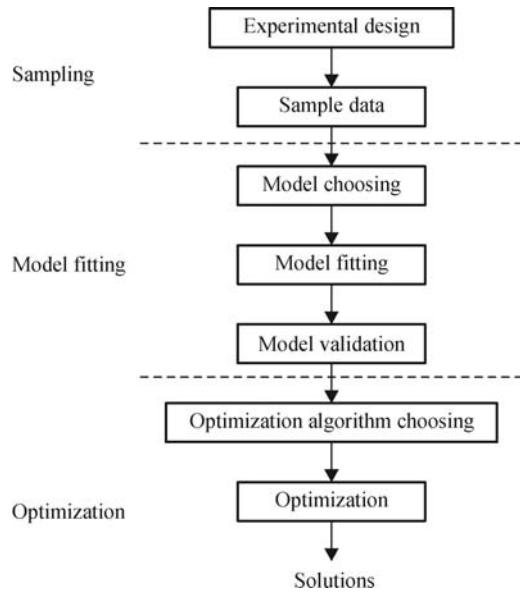 Experimental design
Sampling
Sample data
Model choosing
Model fitting
Model fitting
Model validation
Optimization algorithm choosing
Optimization
Optimization
Solutions